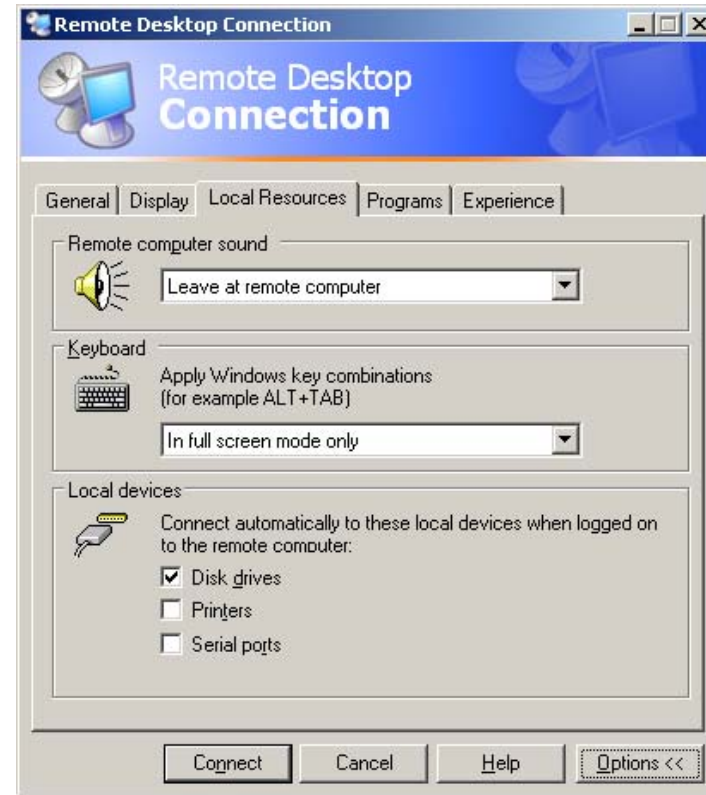 Remote Desktop Connection
Remote Desktop
Connection
General Display Local Resources Programs Experience
Remote computer sound
Leave at remote computer
Keyboard
Apply Windows key combinations
(for example ALT+TAB)
In full screen mode only
Local devices
Connect automatically to these local devices when logged on
to the remote computer:
Disk drives
Printers
Serial ports
Connect Cancel Help Options <<